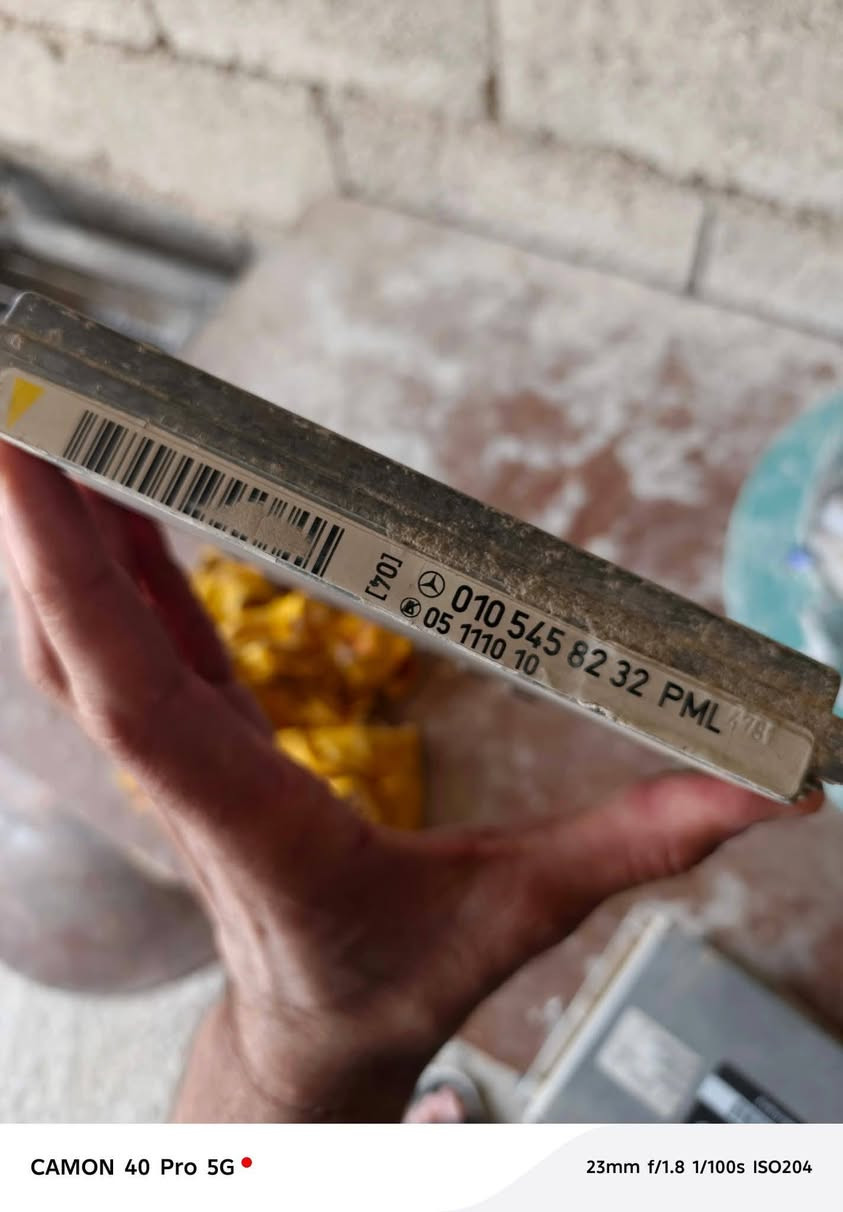 [04]
010 545 82 32 PML
05 1110 10
CAMON 40 Pro 5G
23mm f/1.8 1/100s ISO204